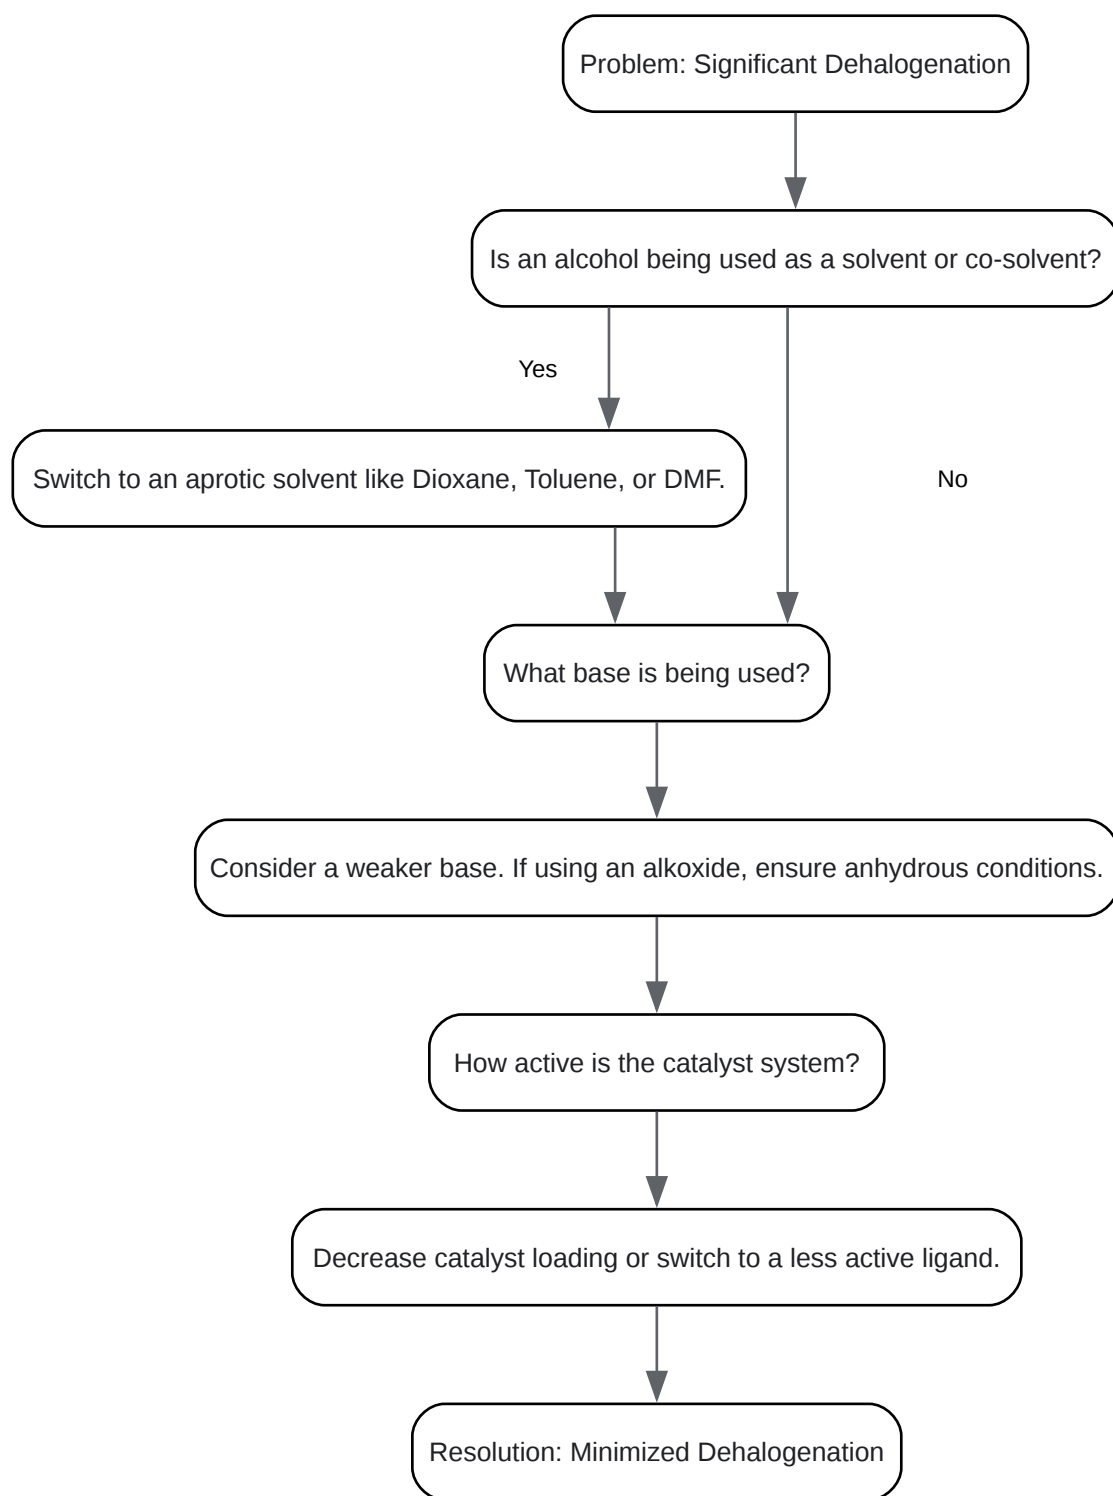 Problem: Significant Dehalogenation
Is an alcohol being used as a solvent or co-solvent?
Yes
Switch to an aprotic solvent like Dioxane, Toluene, or DMF.
No
What base is being used?
Consider a weaker base. If using an alkoxide, ensure anhydrous conditions.
How active is the catalyst system?
Decrease catalyst loading or switch to a less active ligand.
Resolution: Minimized Dehalogenation